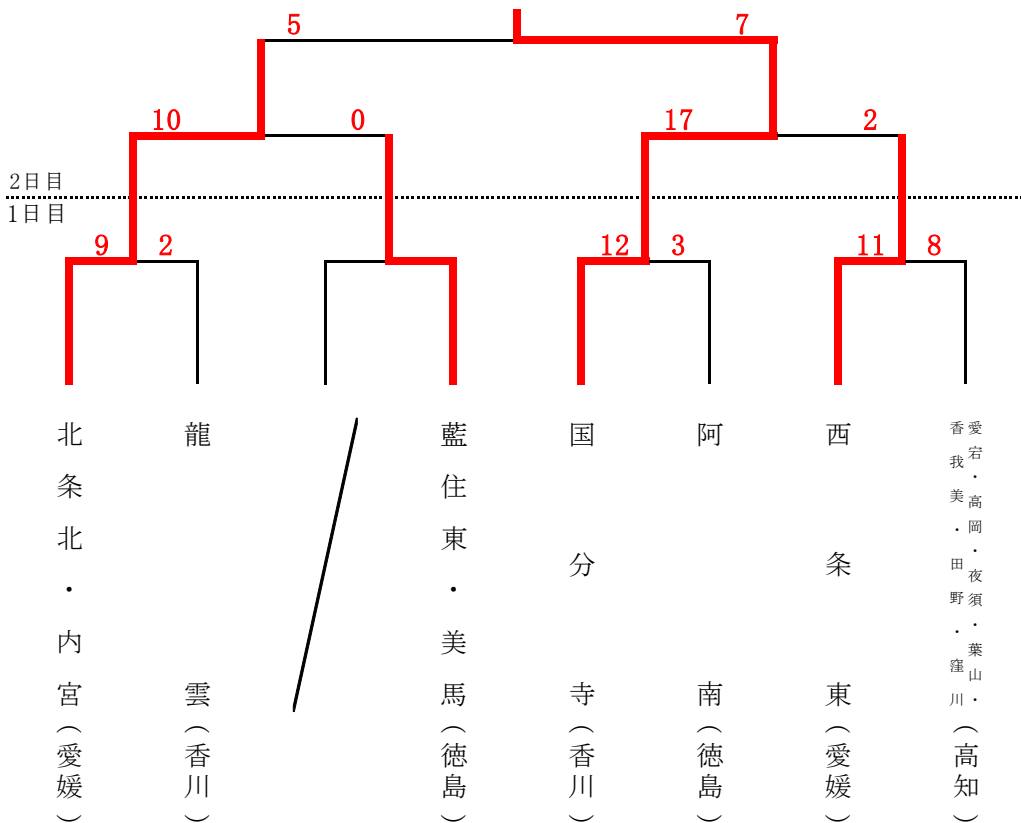 5 7
10 0 17 2
2日目
1日目
9 2 12 3 11 8
北条北・内宮（愛媛）
龍雲（香川）
藍住東・美馬（徳島）
国分寺（香川）
阿南（徳島）
西条東（愛媛）
愛宕・高岡・夜須・葉山・
香我美・田野・窪川
（高知）